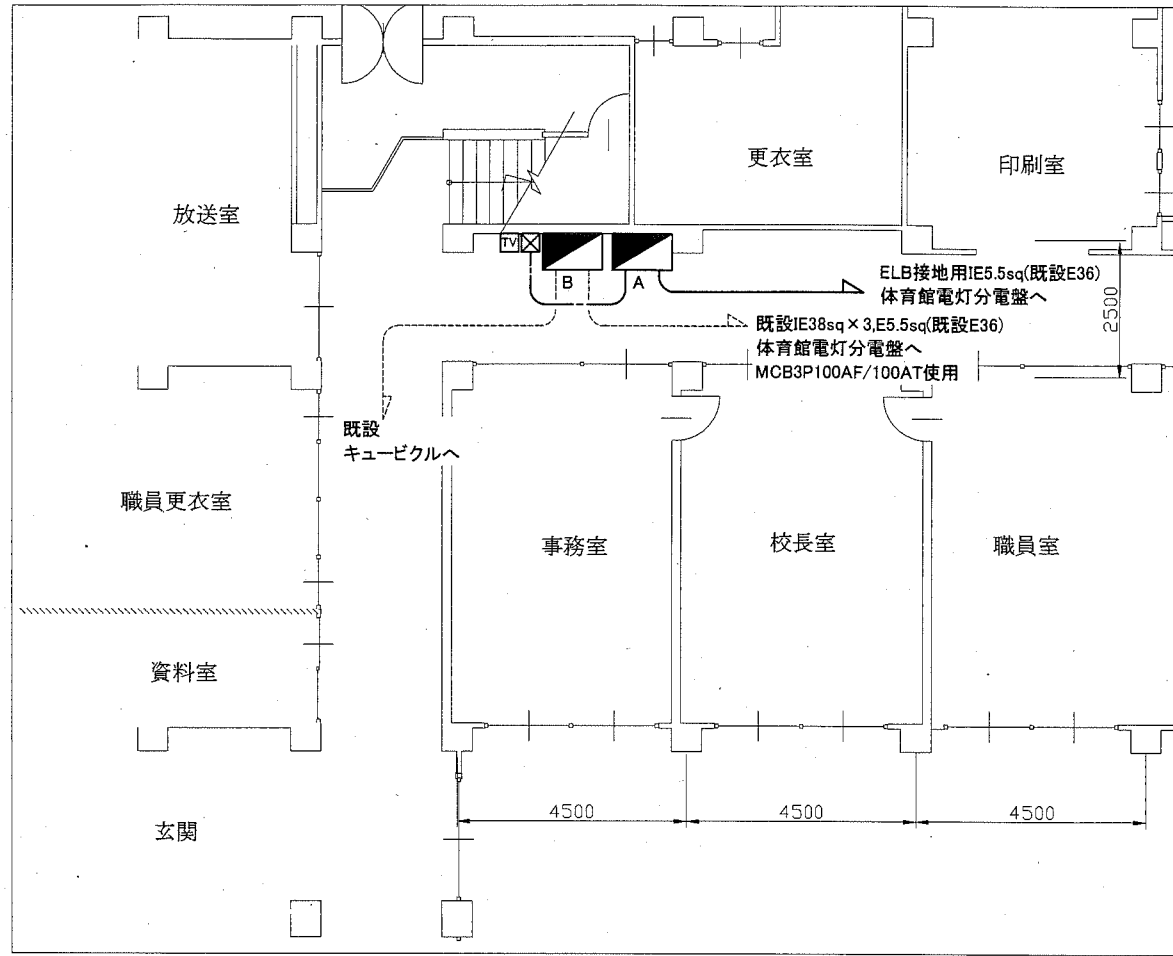 更衣室
印刷室
放送室
TV
B
A
ELB接地用IE5.5sq(既設E36)
体育館電灯分電盤へ
2500
既設IE38sq×3,E5.5sq(既設E36)
体育館電灯分電盤へ
MCB3P100AF/100AT使用
既設
キュービクルへ
職員更衣室
事務室
校長室
職員室
資料室
4500
4500
4500
玄関